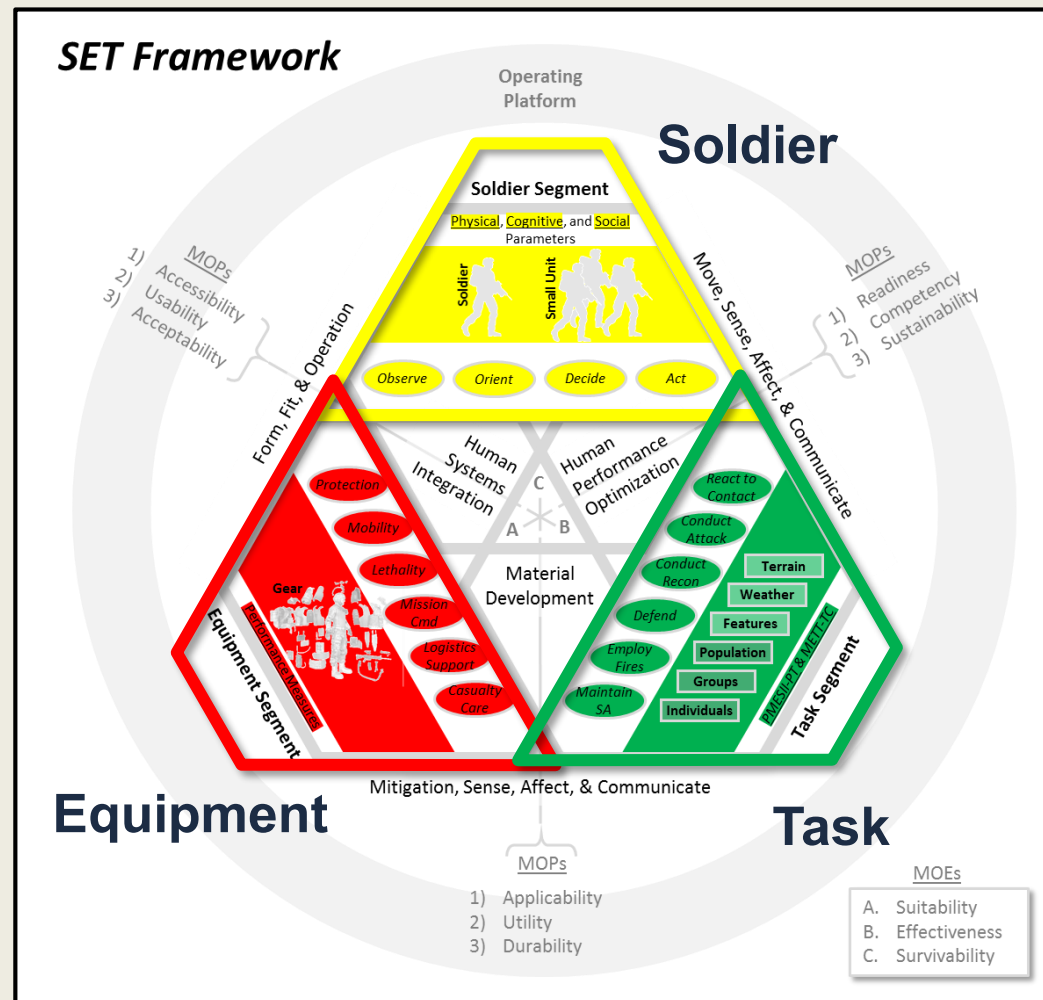 SET Framework
Operating
Platform
Soldier
Soldier Segment
Physical, Cognitive, and Social
Parameters
Soldier
Small Unit
Observe
Orient
Decide
Act
MOPs
1) Accessibility
2) Usability
3) Acceptability
Form, Fit, & Operation
MOPs
1) Readiness
2) Competency
3) Sustainability
Move, Sense, Affect, & Communicate
Human
Systems
Integration
Human
Performance
Optimization
C
A
B
Material
Development
Protection
Mobility
Lethality
Mission
Cmd
Logistics
Support
Casualty
Care
Gear
Performance Measures
Equipment Segment
React to
Contact
Conduct
Attack
Conduct
Recon
Defend
Employ
Fires
Maintain
SA
Terrain
Weather
Features
Population
Groups
Individuals
PMESII-PT & METT-TC
Task Segment
Mitigation, Sense, Affect, & Communicate
Equipment
Task
MOPs
1) Applicability
2) Utility
3) Durability
MOEs
A. Suitability
B. Effectiveness
C. Survivability